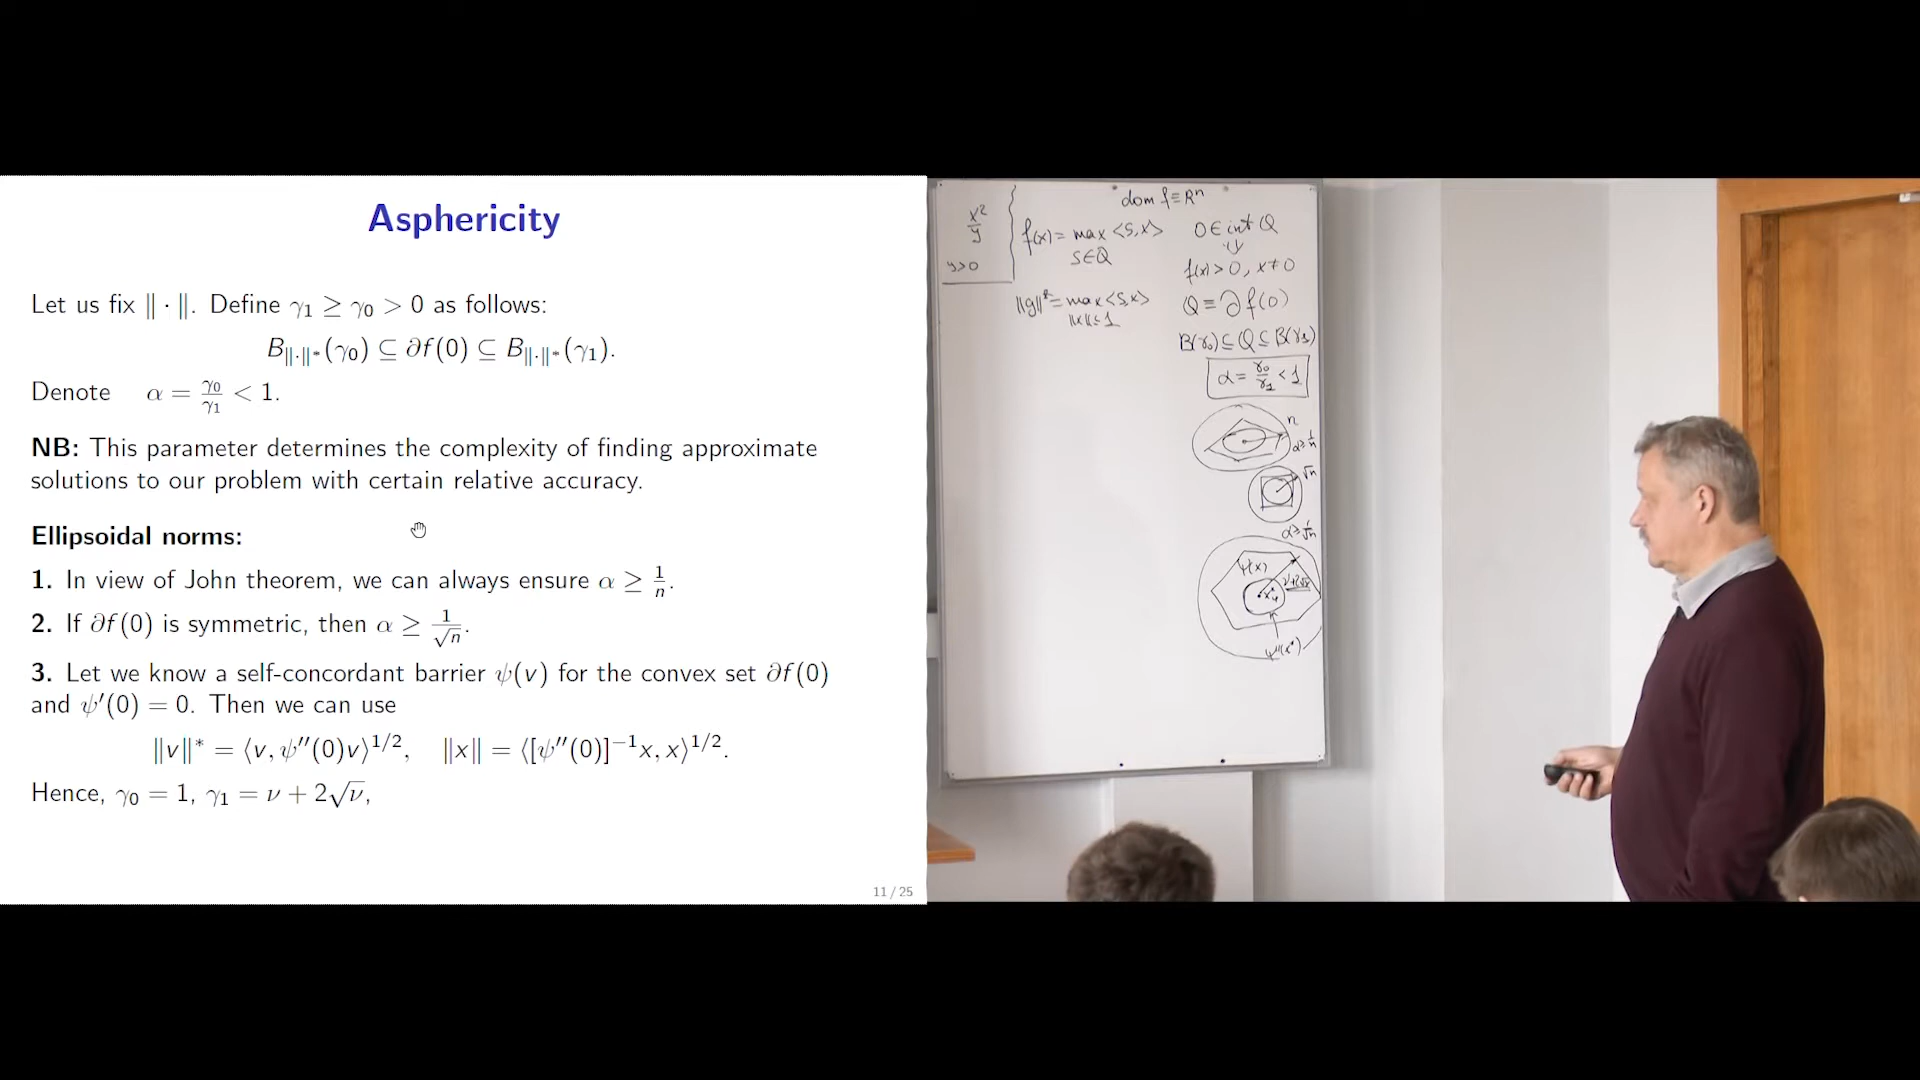 Asphericity
Let us fix ‖ · ‖. Define γ₁ ≥ γ₀ > 0 as follows:
B‖·‖*(γ₀) ⊆ ∂f(0) ⊆ B‖·‖*(γ₁).
Denote α = γ₀/γ₁ < 1.
NB: This parameter determines the complexity of finding approximate
solutions to our problem with certain relative accuracy.
Ellipsoidal norms:
1. In view of John theorem, we can always ensure α ≥ 1/n.
2. If ∂f(0) is symmetric, then α ≥ 1/√n.
3. Let we know a self-concordant barrier ψ(v) for the convex set ∂f(0)
and ψ′(0) = 0. Then we can use
‖v‖* = ⟨v, ψ″(0)v⟩^1/2, ‖x‖ = ⟨[ψ″(0)]⁻¹x, x⟩^1/2.
Hence, γ₀ = 1, γ₁ = ν + 2√ν,
11 / 25
x²/y
y>0
dom f ≡ Rⁿ
f(x) = max <s,x>
s∈Q
0 ∈ int Q
⇓
f(x) > 0, x ≠ 0
‖g‖* = max <s,x>
‖x‖≤1
Q ≡ ∂f(0)
B(γ₀) ⊆ Q ⊆ B(γ₁)
α = γ₀/γ₁ < 1
n
α ≥ 1/n
√n
α ≥ 1/√n
ψ(x)
ν+2√ν
ψ″(x*)